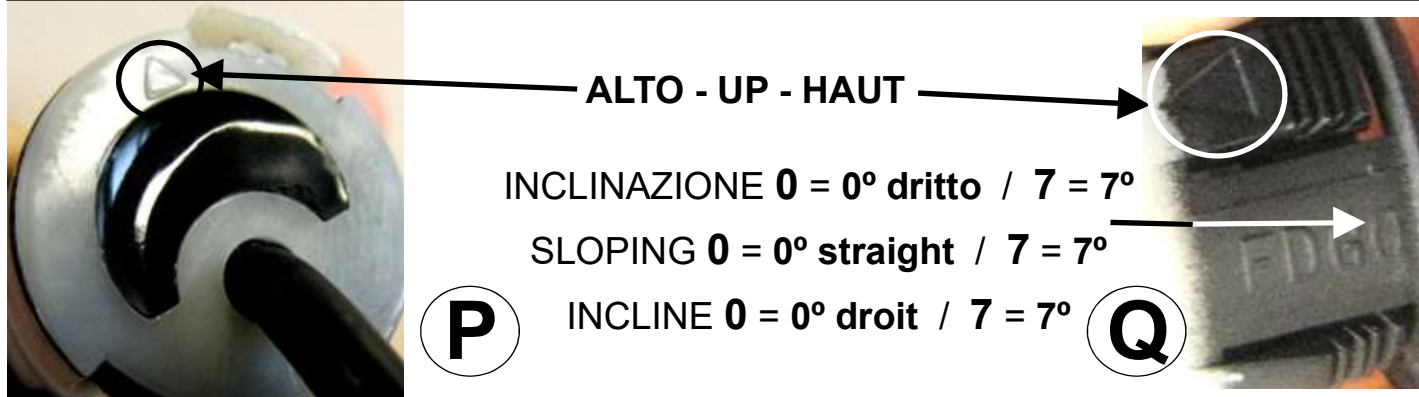 ALTO - UP - HAUT
INCLINAZIONE 0 = 0º dritto / 7 = 7º
SLOPING 0 = 0º straight / 7 = 7º
INCLINE 0 = 0º droit / 7 = 7º
P
Q